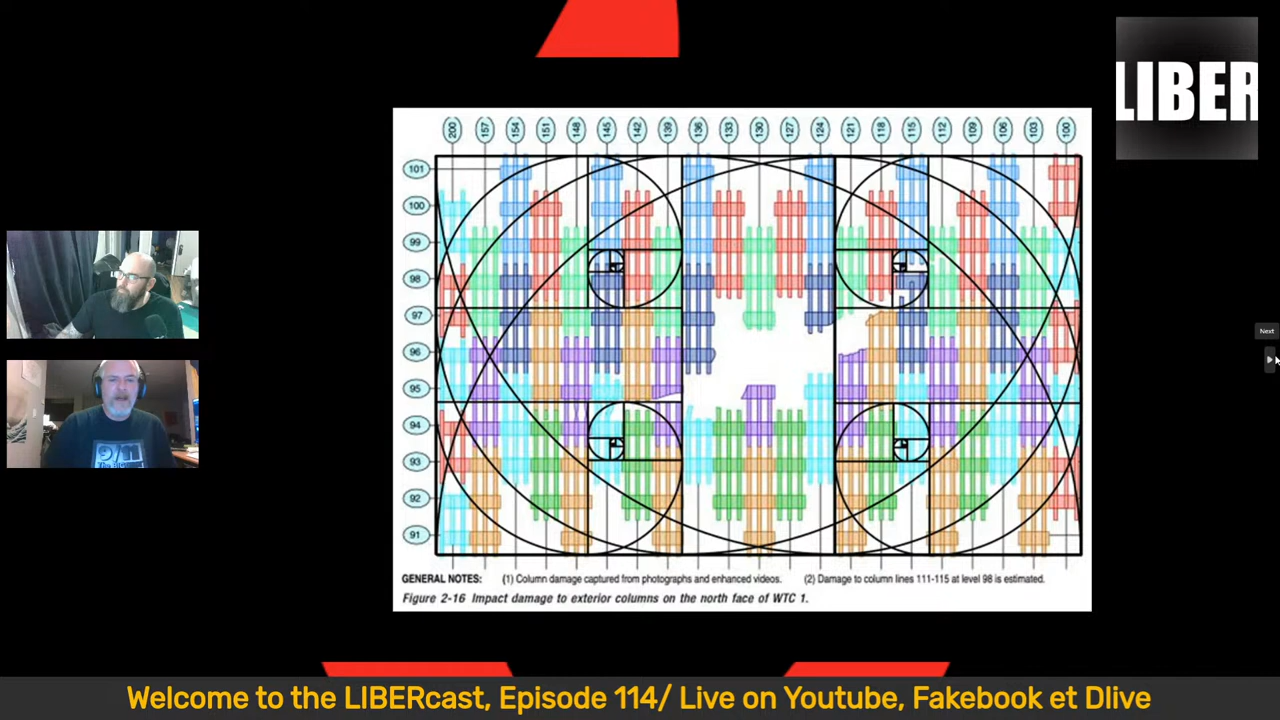 LIBER
200 157 154 151 148 145 142 139 136 133 130 127 124 121 118 115 112 109 106 103 100
101
100
99
98
97
96
95
94
93
92
91
Next
9/11
GENERAL NOTES: (1) Column damage captured from photographs and enhanced videos. (2) Damage to column lines 111-115 at level 98 is estimated.
Figure 2-16 Impact damage to exterior columns on the north face of WTC 1.
Welcome to the LIBERcast, Episode 114/ Live on Youtube, Fakebook et Dlive